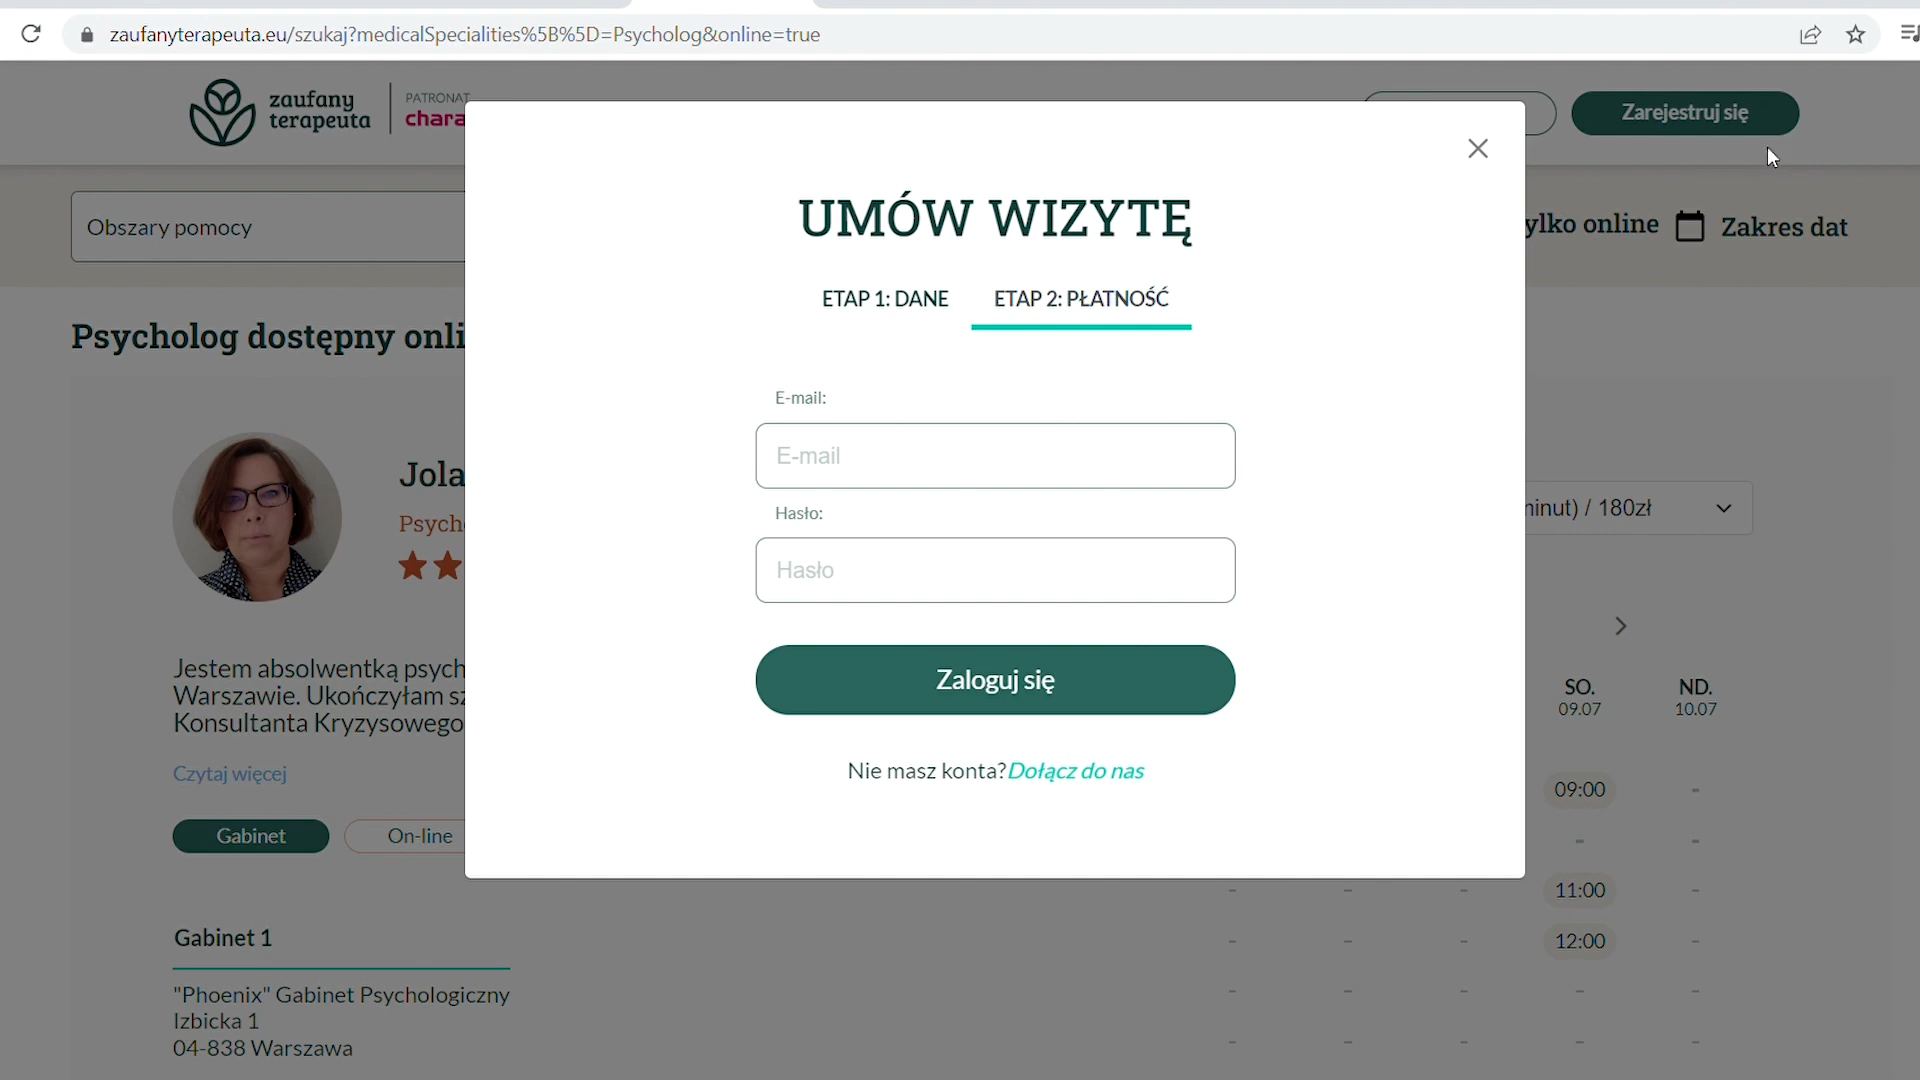 zaufanyterapeuta.eu/szukaj?medicalSpecialities%5B%5D=Psycholog&online=true
zaufany
terapeuta
PATRONAT
chara
Zarejestruj się
Obszary pomocy
ylko online
Zakres dat
Psycholog dostępny onli
UMÓW WIZYTĘ
ETAP 1: DANE
ETAP 2: PŁATNOŚĆ
E-mail:
E-mail
Hasło:
Hasło
Zaloguj się
Nie masz konta?Dołącz do nas
Jola
Psych
inut) / 180zł
Jestem absolwentką psych
Warszawie. Ukończyłam sz
Konsultanta Kryzysowego
Czytaj więcej
Gabinet
On-line
SO.
09.07
ND.
10.07
09:00 -
- -
- - - 11:00 -
- - - 12:00 -
- - - - -
- - - - -
Gabinet 1
"Phoenix" Gabinet Psychologiczny
Izbicka 1
04-838 Warszawa